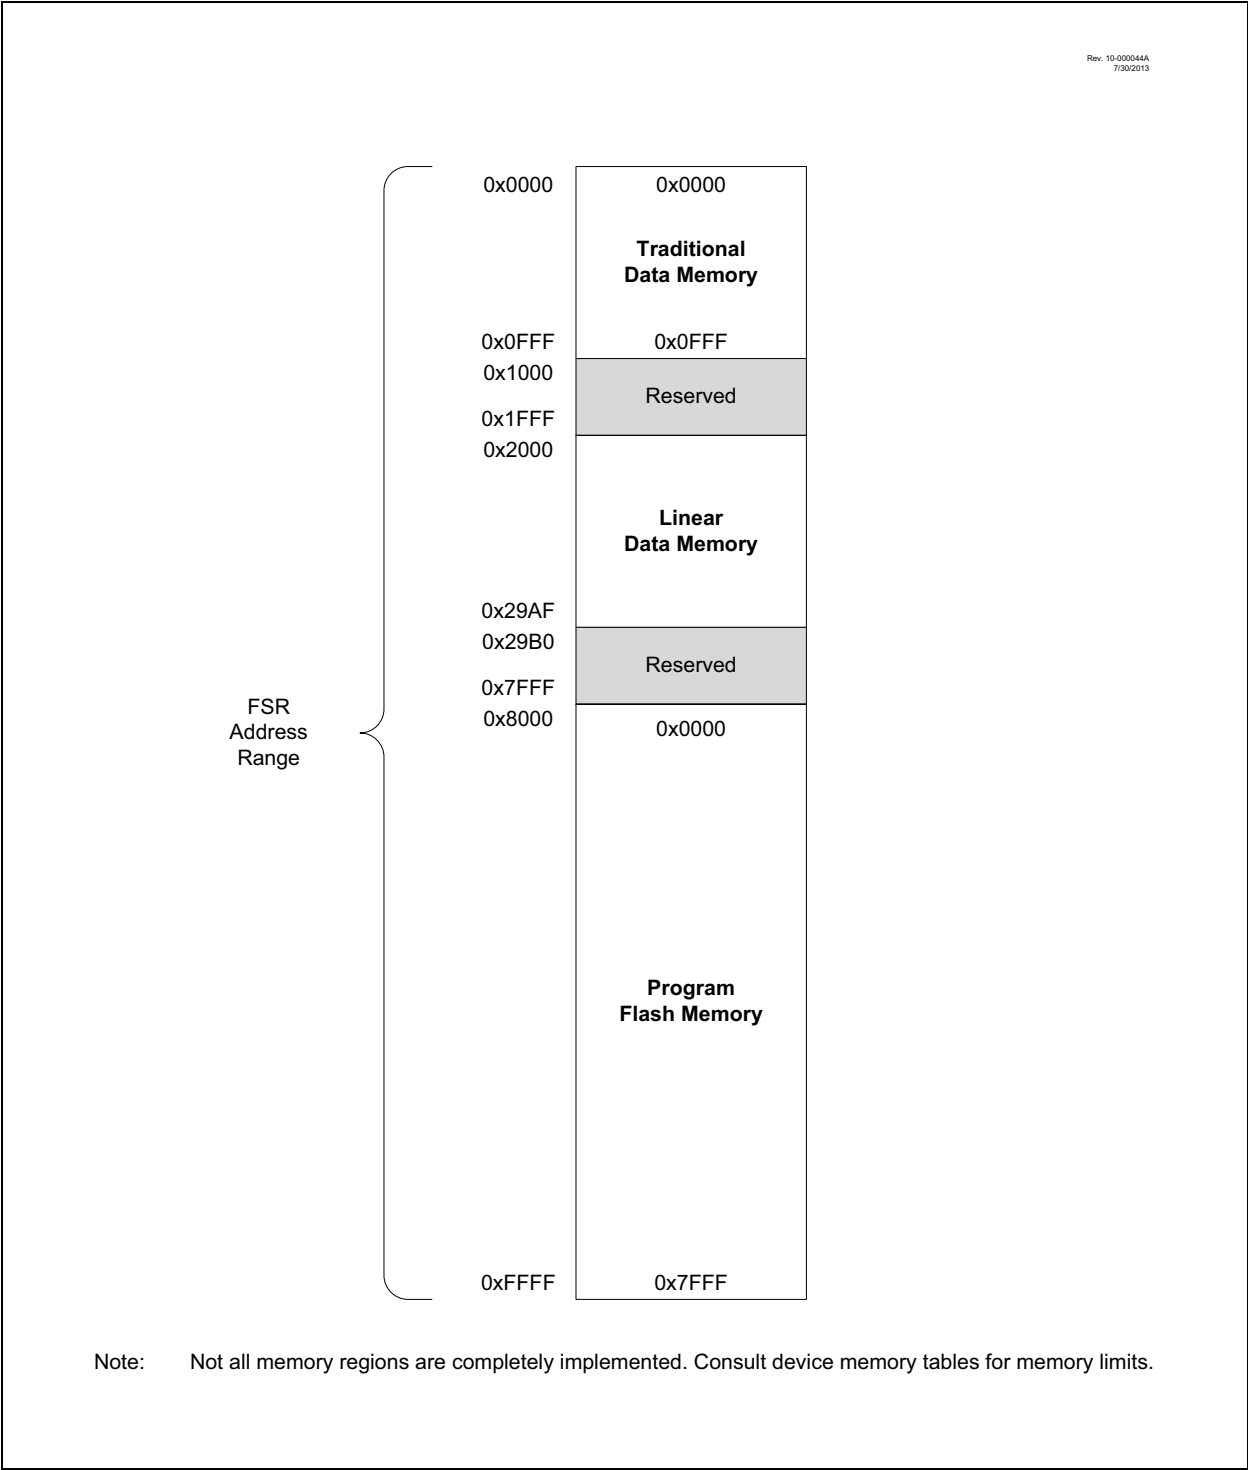 Rev. 10-000044A
7/30/2013
0x0000 0x0000
Traditional
Data Memory
0x0FFF 0x0FFF
0x1000
Reserved
0x1FFF
0x2000
Linear
Data Memory
0x29AF
0x29B0
Reserved
0x7FFF
FSR
Address
Range
0x8000 0x0000
Program
Flash Memory
0xFFFF 0x7FFF
Note: Not all memory regions are completely implemented. Consult device memory tables for memory limits.